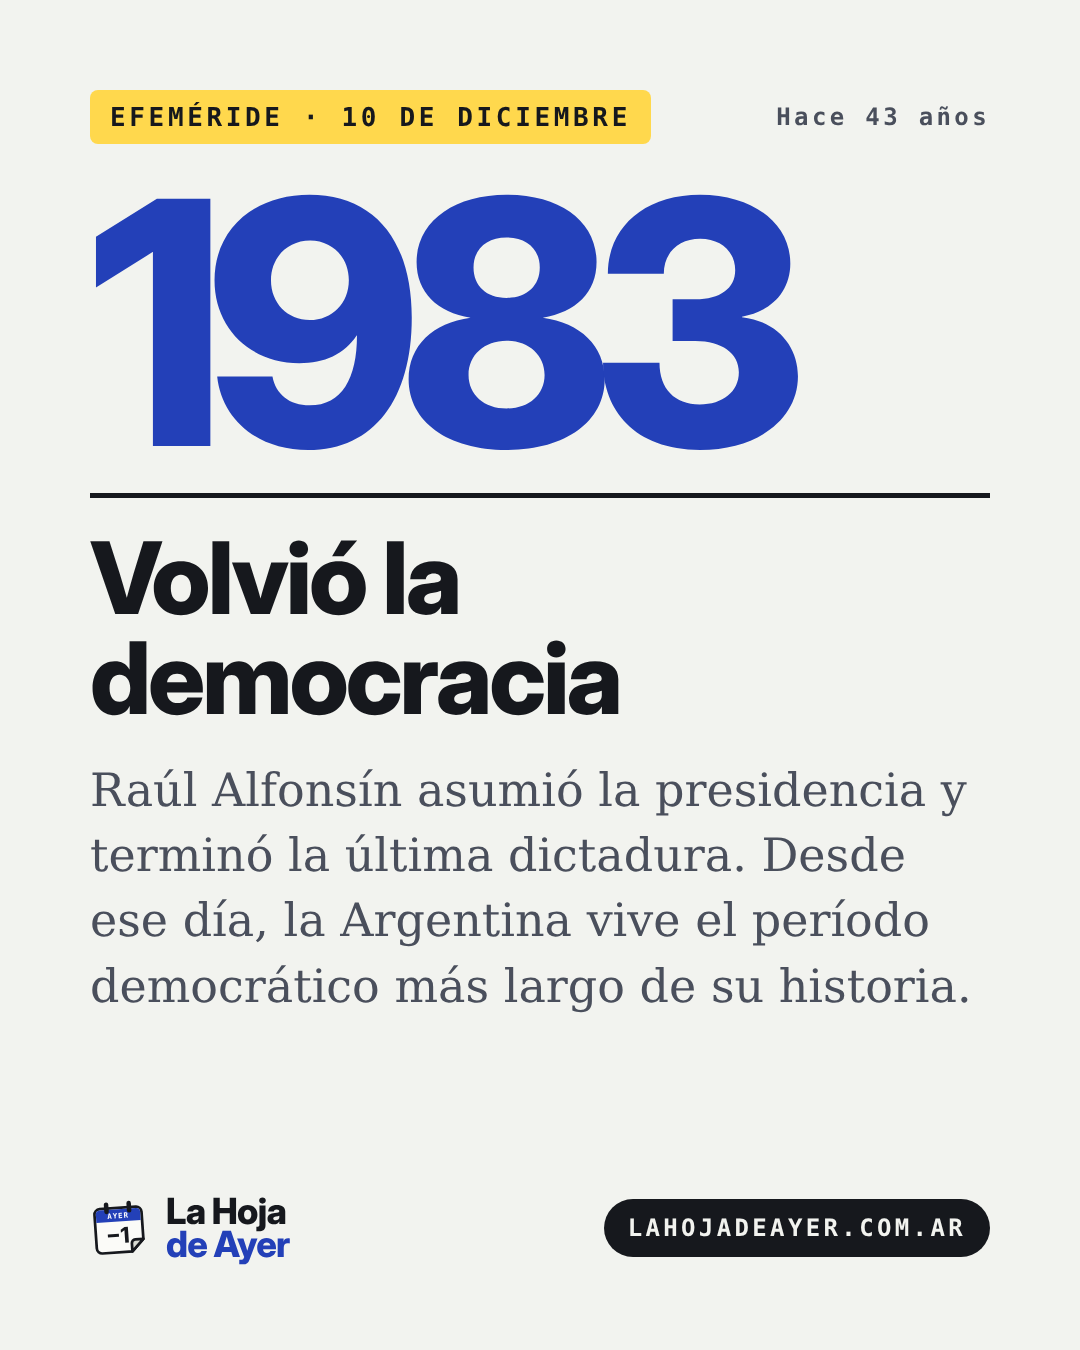 EFEMÉRIDE · 10 DE DICIEMBRE
Hace 43 años
1983
Volvió la
democracia
Raúl Alfonsín asumió la presidencia y
terminó la última dictadura. Desde
ese día, la Argentina vive el período
democrático más largo de su historia.
AYER
−1
La Hoja
de Ayer
LAHOJADEAYER.COM.AR